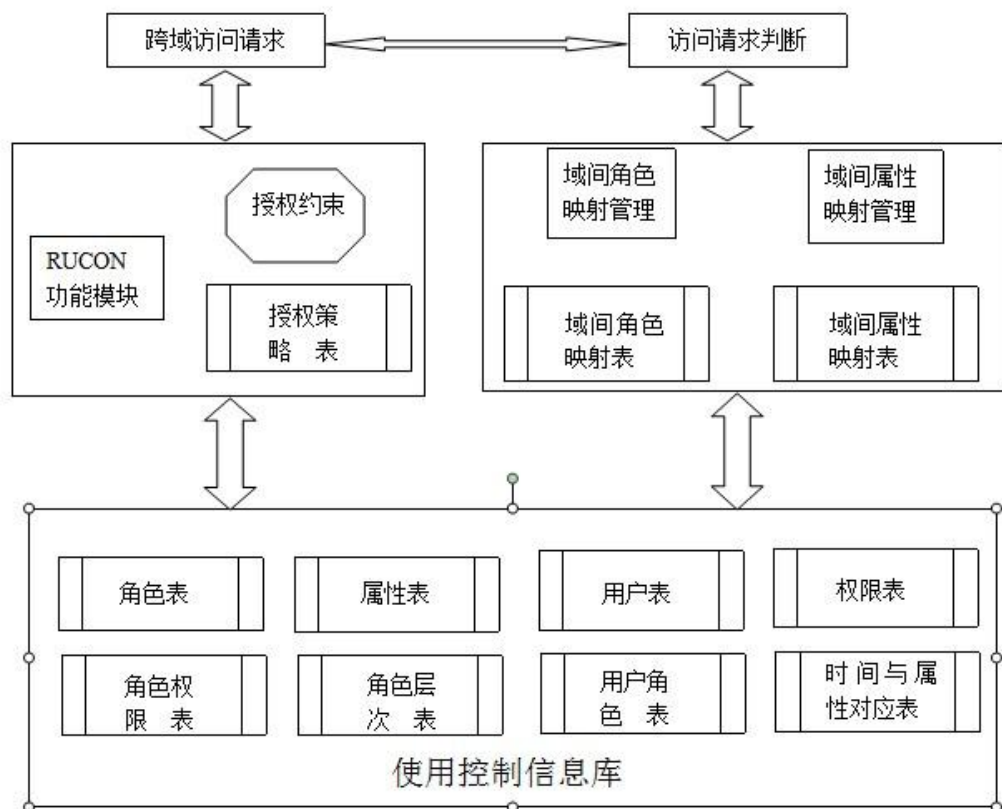 跨域访问请求
访问请求判断
授权约束
RUCON
功能模块
授权策
略 表
域间角色
映射管理
域间属性
映射管理
域间角色
映射表
域间属性
映射表
角色表
属性表
用户表
权限表
角色权
限 表
角色层
次 表
用户角
色 表
时间与属
性对应表
使用控制信息库